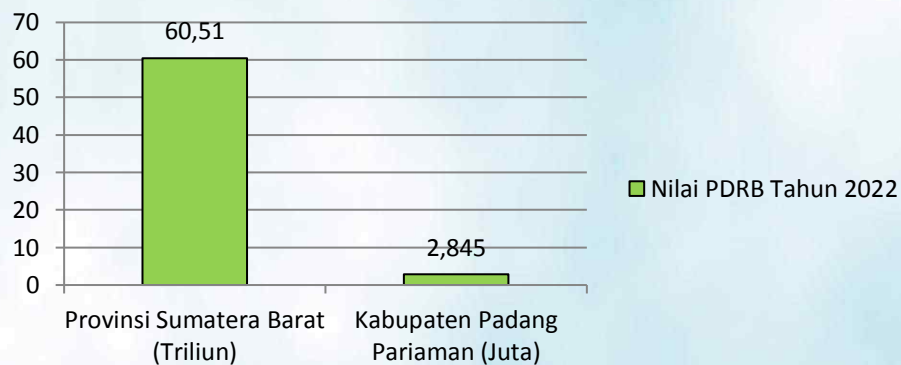 70
60
50
40
30
20
10
0
60,51
2,845
Provinsi Sumatera Barat
(Triliun)
Kabupaten Padang
Pariaman (Juta)
Nilai PDRB Tahun 2022